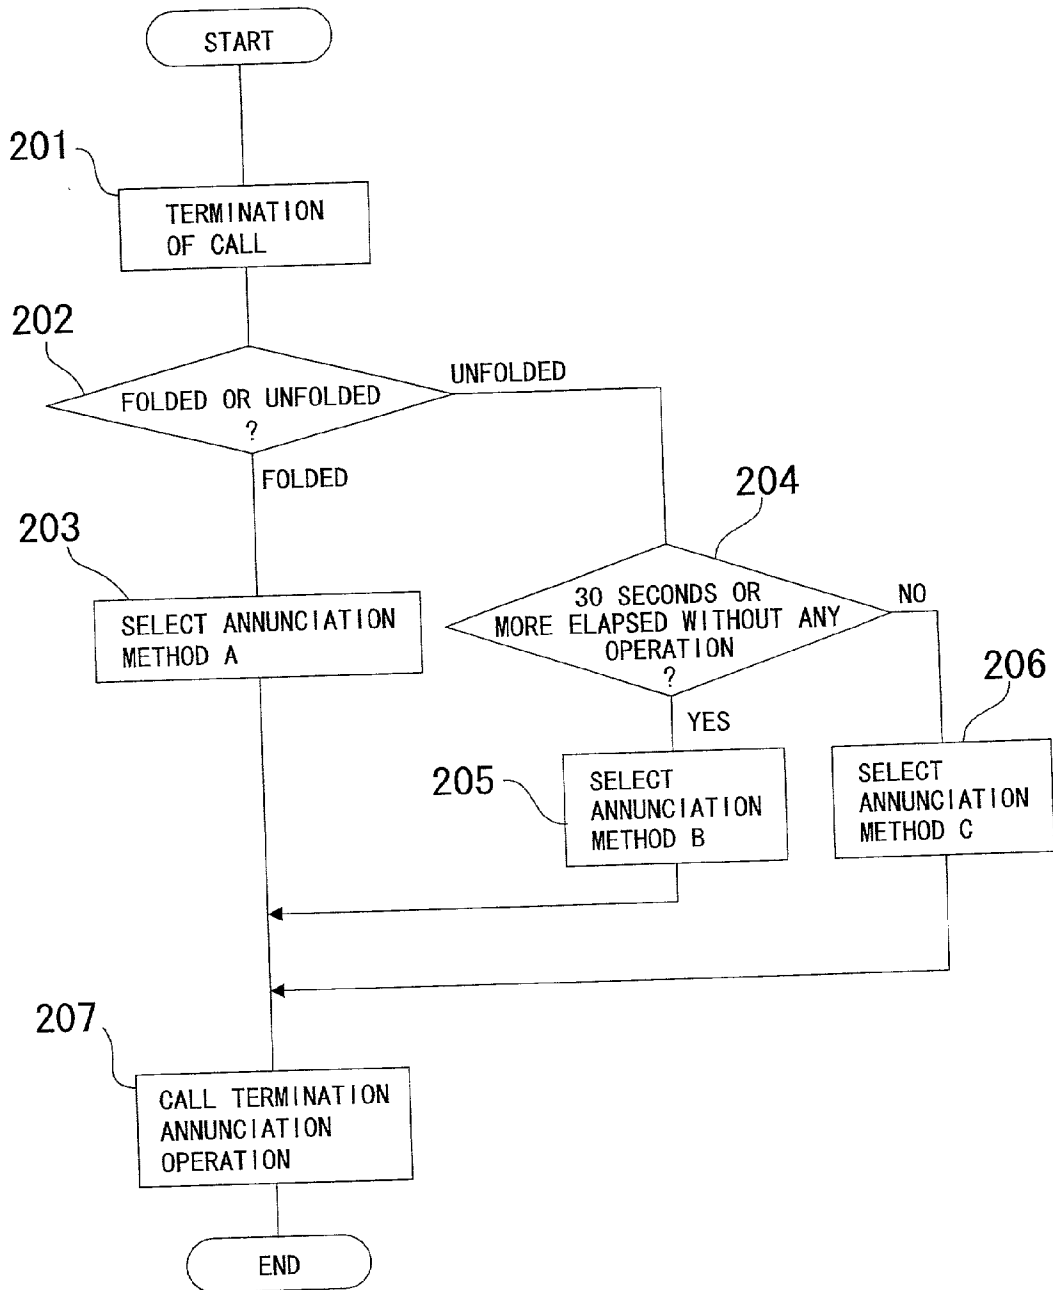 START
201
TERMINATION
OF CALL
202
FOLDED OR UNFOLDED
?
UNFOLDED
FOLDED
203
SELECT ANNUNCIATION
METHOD A
204
30 SECONDS OR
MORE ELAPSED WITHOUT ANY
OPERATION
?
NO
YES
205
SELECT
ANNUNCIATION
METHOD B
206
SELECT
ANNUNCIATION
METHOD C
207
CALL TERMINATION
ANNUNCIATION
OPERATION
END